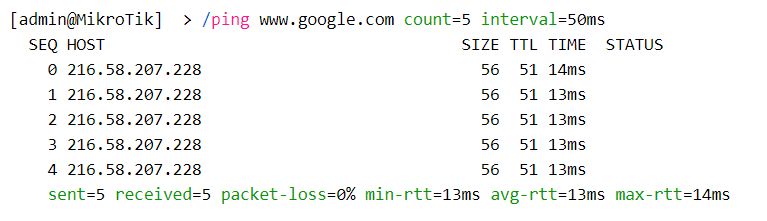 [admin@MikroTik]  > /ping www.google.com count=5 interval=50ms
  SEQ HOST                                     SIZE TTL TIME  STATUS
    0 216.58.207.228                             56  51 14ms
    1 216.58.207.228                             56  51 13ms
    2 216.58.207.228                             56  51 13ms
    3 216.58.207.228                             56  51 13ms
    4 216.58.207.228                             56  51 13ms
    sent=5 received=5 packet-loss=0% min-rtt=13ms avg-rtt=13ms max-rtt=14ms